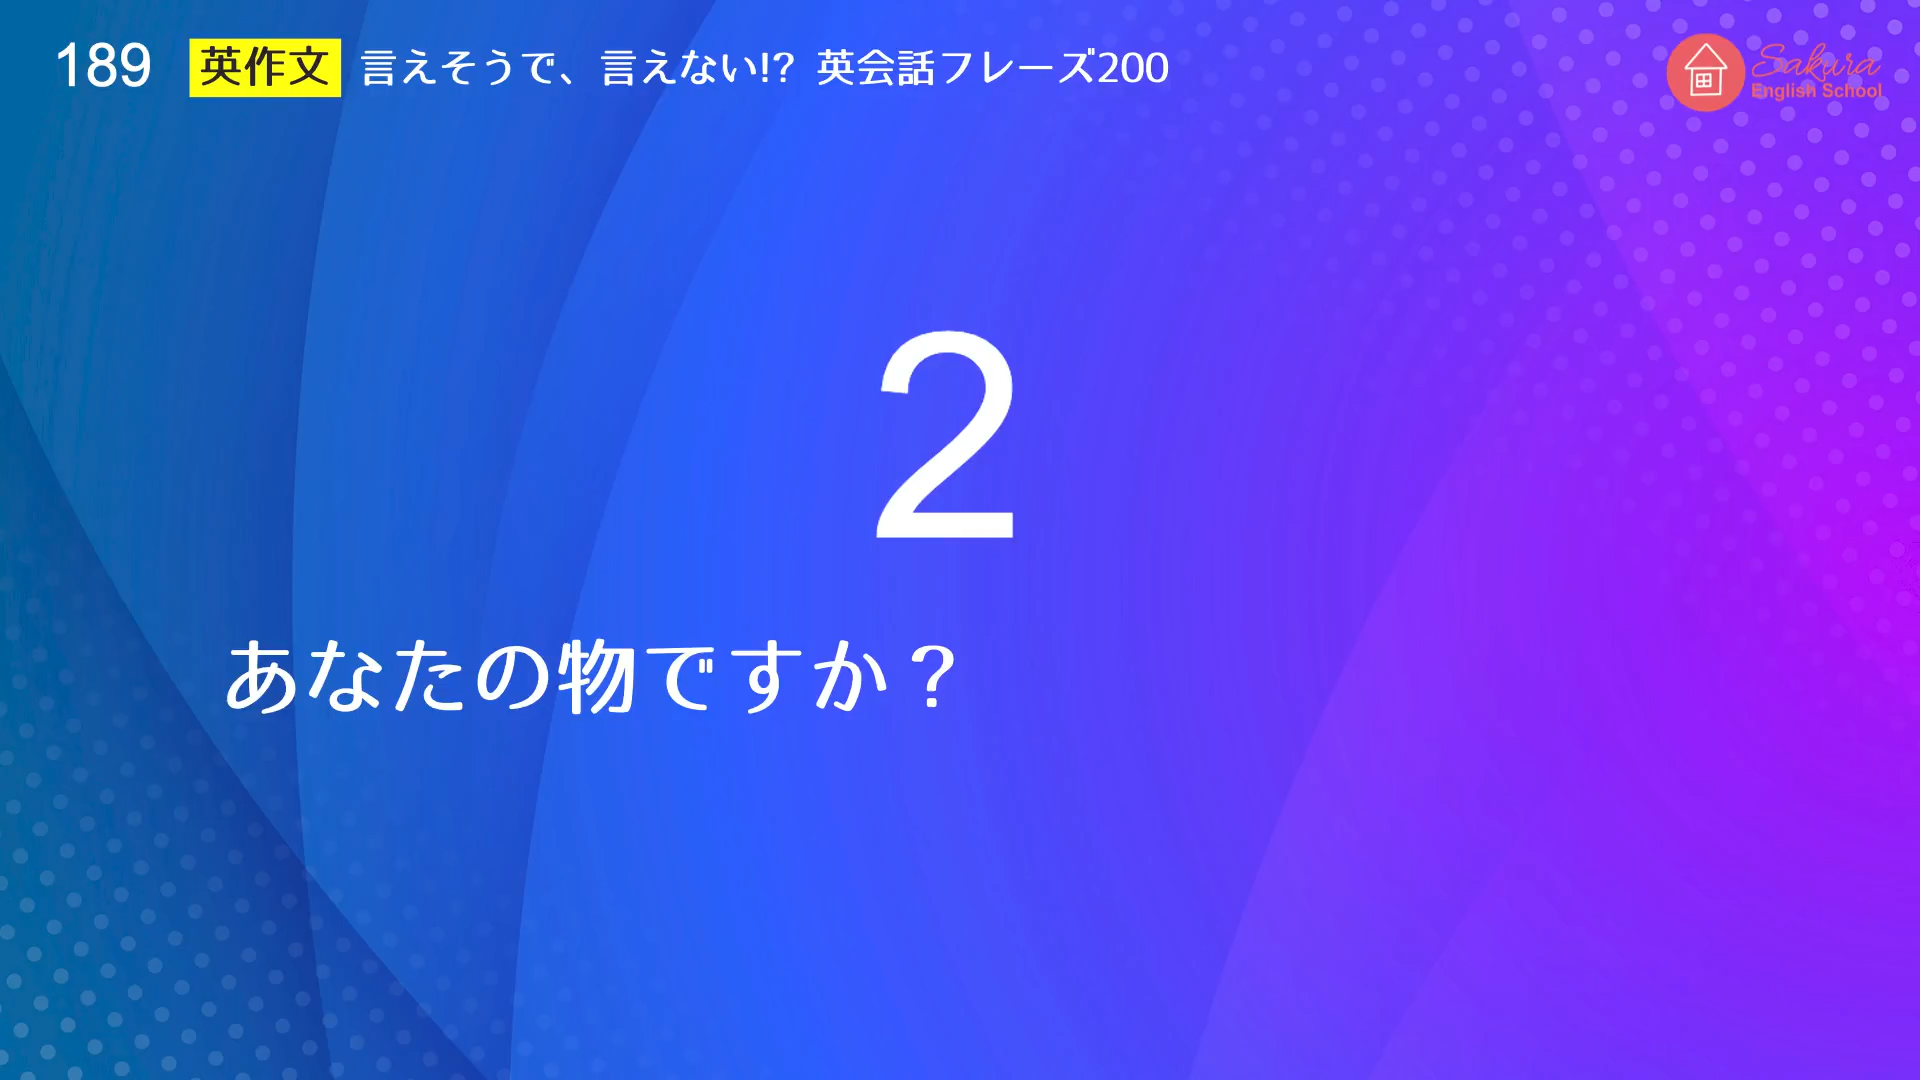 189 英作文 言えそうで、言えない!? 英会話フレーズ200
Sakura
English School
2
あなたの物ですか？